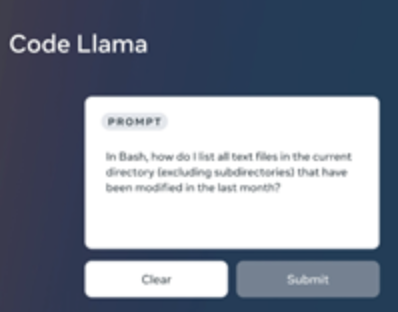 Code Llama
PROMPT
In Bash, how do I list all text files in the current
directory (excluding subdirectories) that have
been modified in the last month?
Clear
Submit